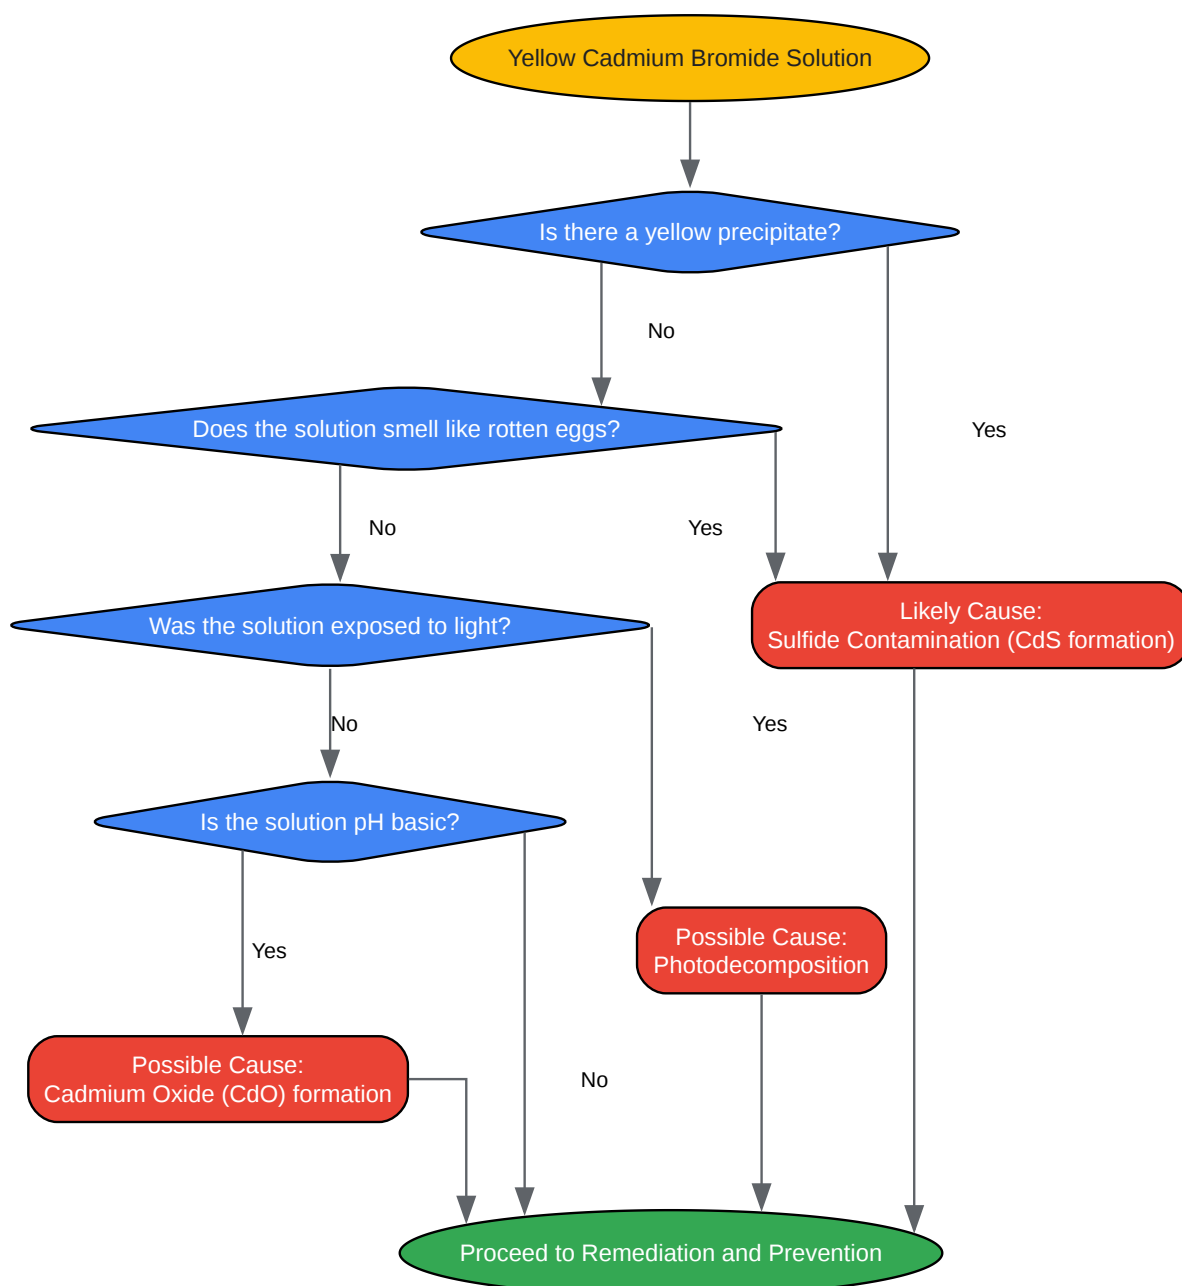 Yellow Cadmium Bromide Solution
Is there a yellow precipitate?
No
Yes
Does the solution smell like rotten eggs?
No
Yes
Likely Cause:
Sulfide Contamination (CdS formation)
Was the solution exposed to light?
No
Yes
Is the solution pH basic?
Yes
No
Possible Cause:
Photodecomposition
Possible Cause:
Cadmium Oxide (CdO) formation
Proceed to Remediation and Prevention